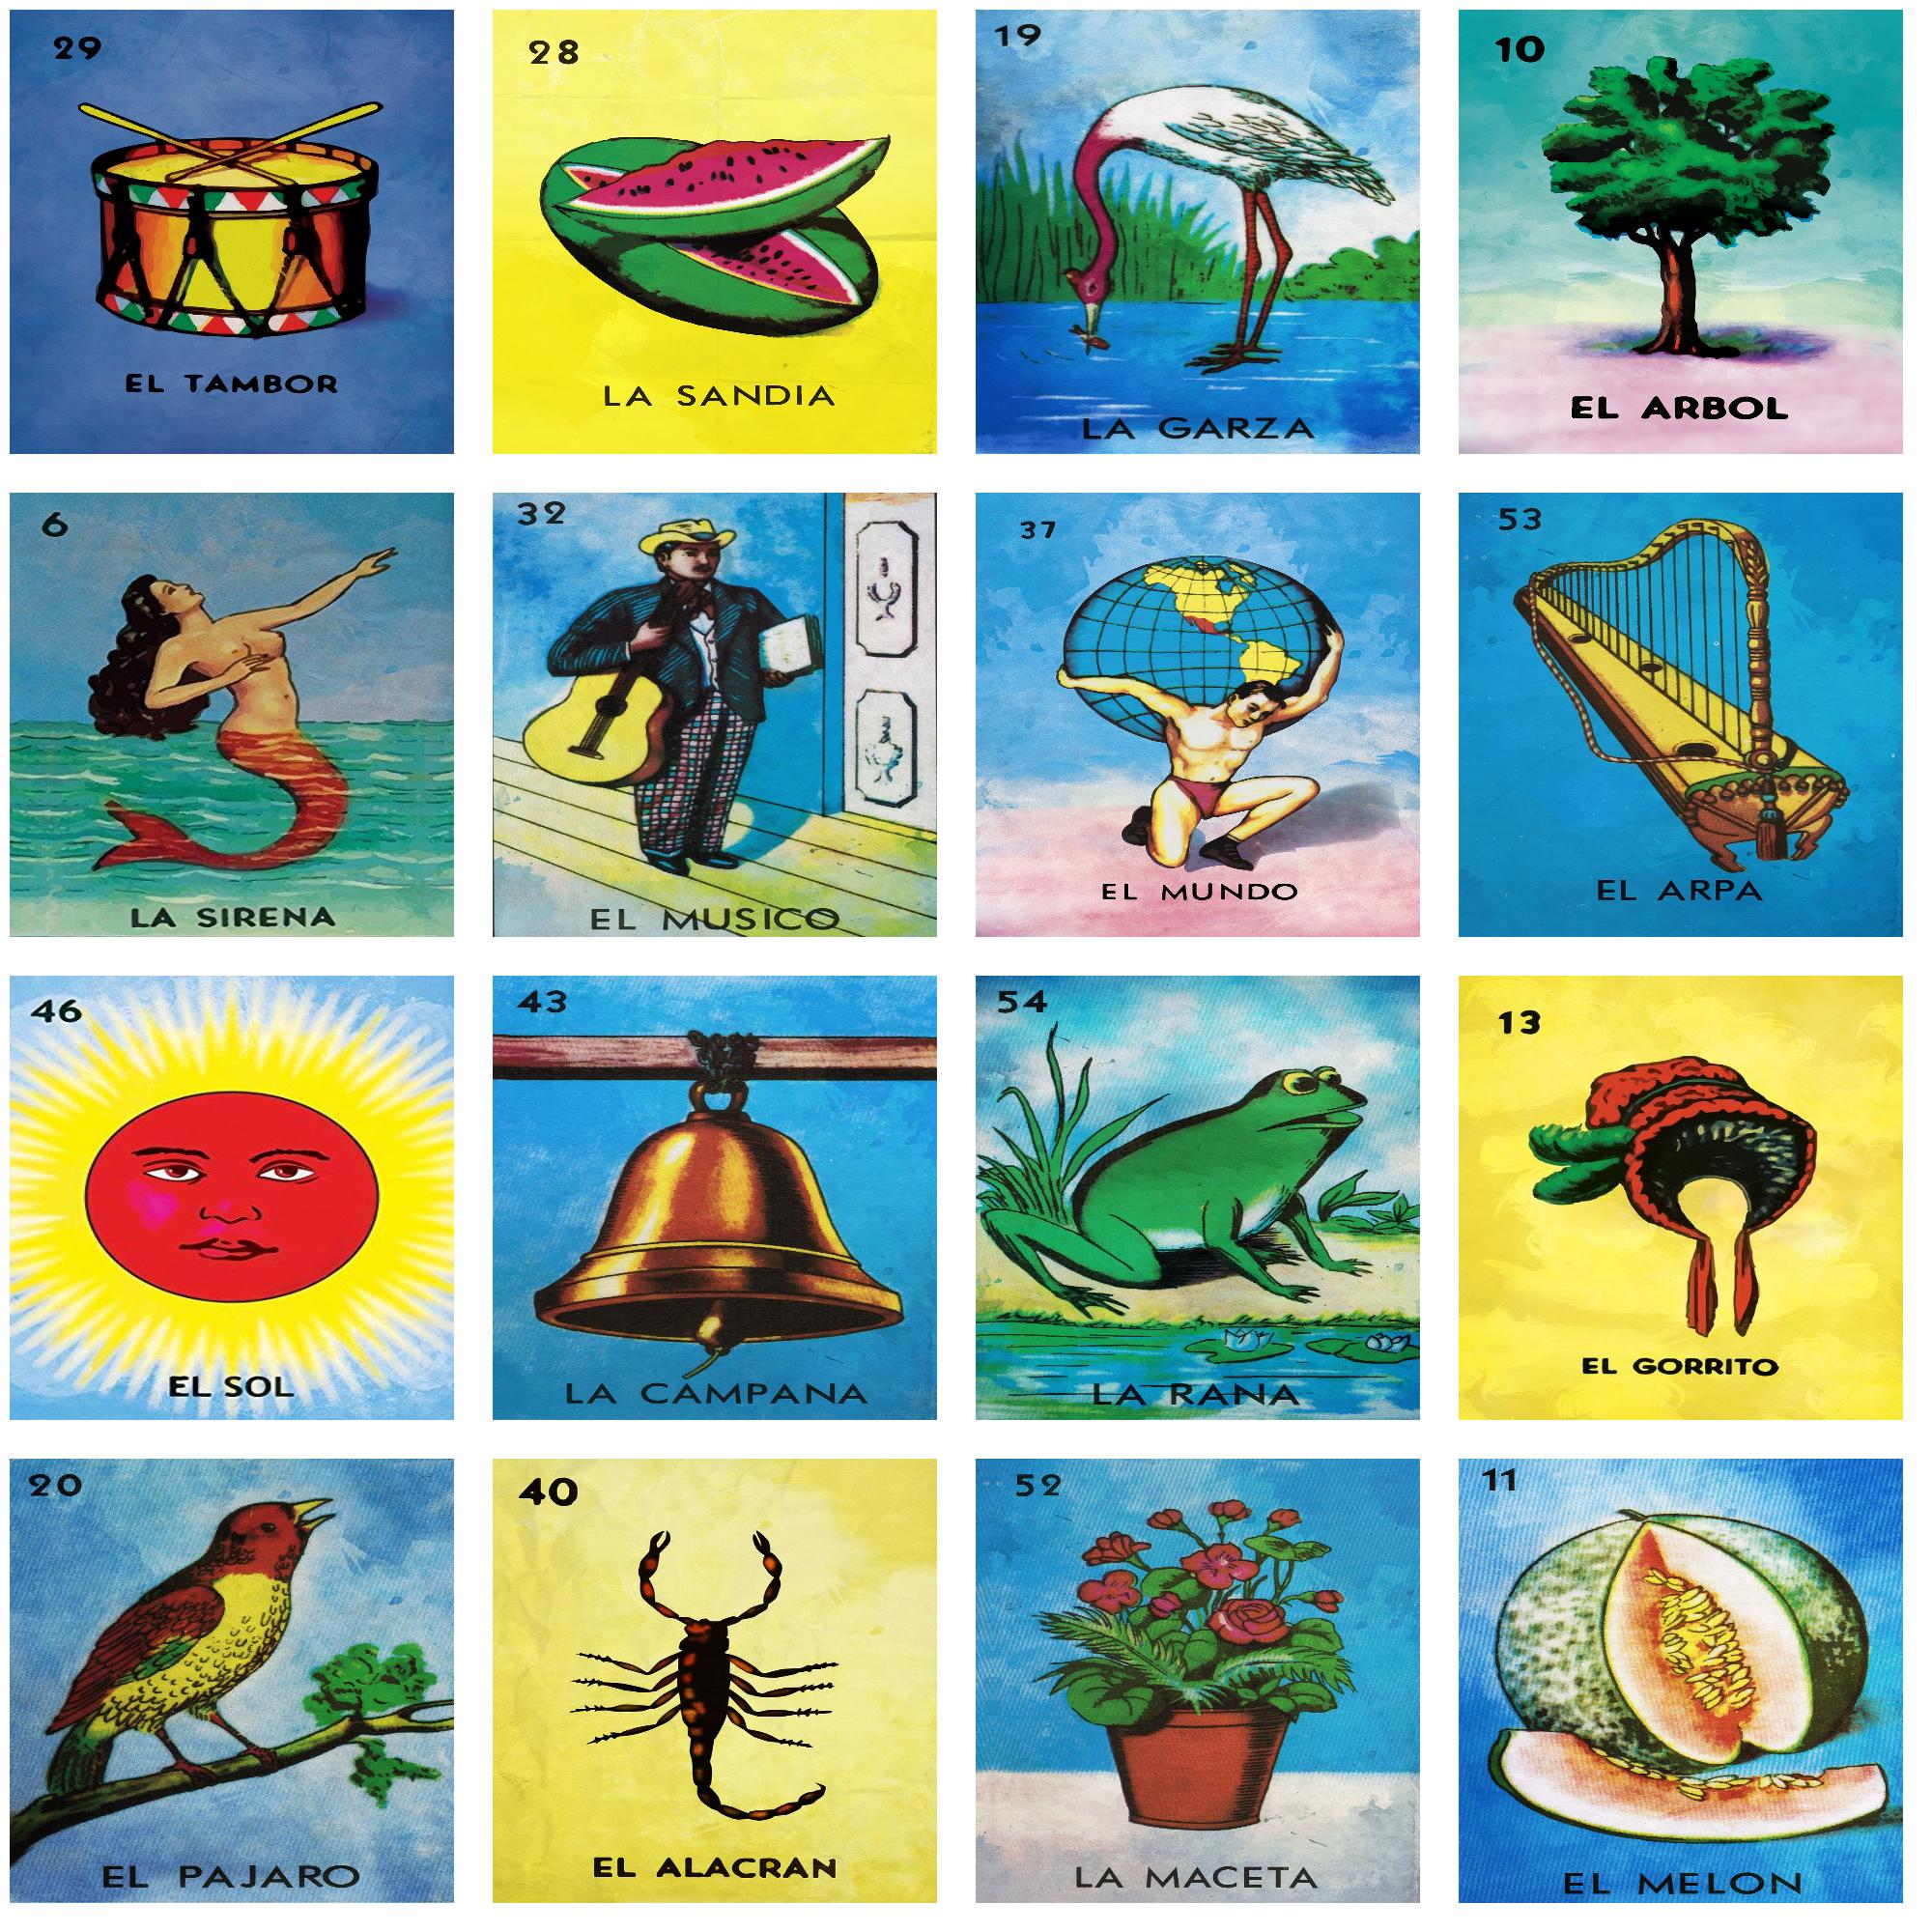 29
EL TAMBOR
28
LA SANDIA
19
LA GARZA
10
EL ARBOL
6
LA SIRENA
32
EL MUSICO
37
EL MUNDO
53
EL ARPA
46
EL SOL
43
LA CAMPANA
54
LA RANA
13
EL GORRITO
20
EL PAJARO
40
EL ALACRAN
52
LA MACETA
11
EL MELON